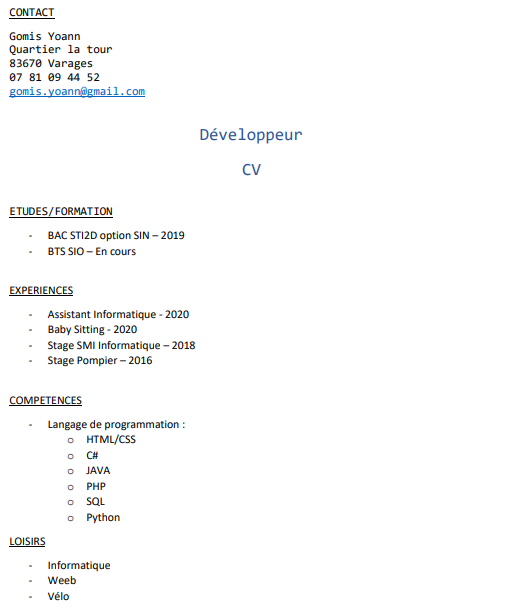 CONTACT
Gomis Yoann
Quartier la tour
83670 Varages
07 81 09 44 52
gomis.yoann@gmail.com
Développeur
CV
ETUDES/FORMATION
- BAC STI2D option SIN – 2019
- BTS SIO – En cours
EXPERIENCES
- Assistant Informatique - 2020
- Baby Sitting - 2020
- Stage SMI Informatique – 2018
- Stage Pompier – 2016
COMPETENCES
- Langage de programmation :
o HTML/CSS
o C#
o JAVA
o PHP
o SQL
o Python
LOISIRS
- Informatique
- Weeb
- Vélo